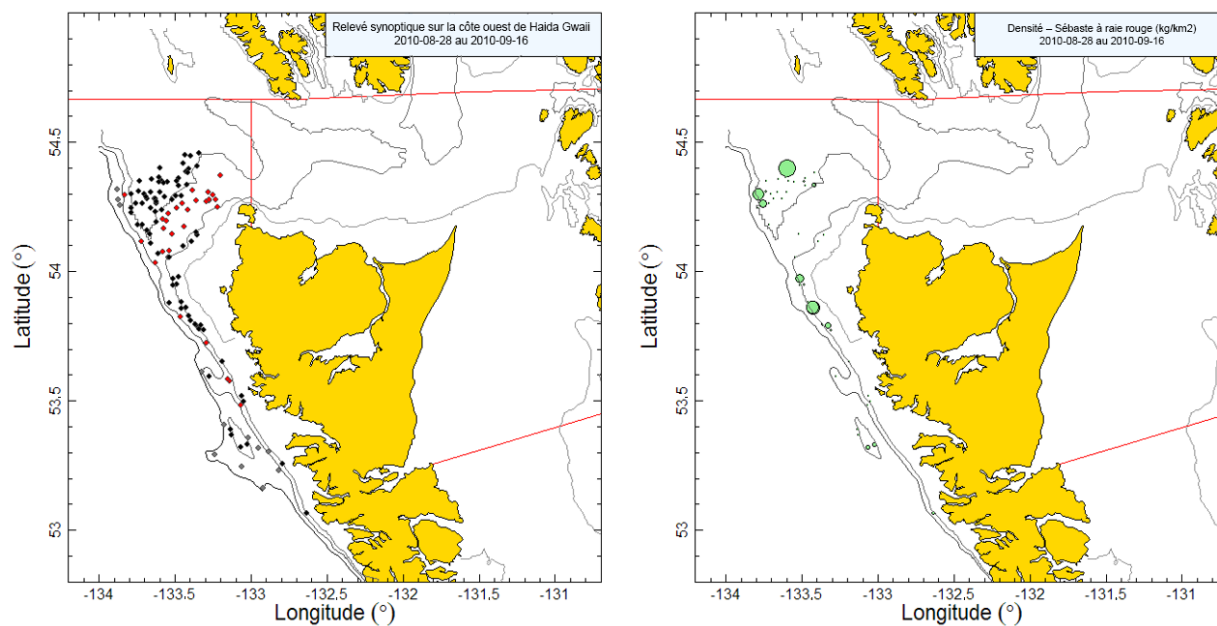 Relevé synoptique sur la côte ouest de Haida Gwaii
2010-08-28 au 2010-09-16
54.5
54
53.5
53
Latitude (°)
-134
-133.5
-133
-132.5
-132
-131.5
-131
Longitude (°)
Densité – Sébaste à raie rouge (kg/km2)
2010-08-28 au 2010-09-16
54.5
54
53.5
53
Latitude (°)
-134
-133.5
-133
-132.5
-132
-131.5
-131
Longitude (°)